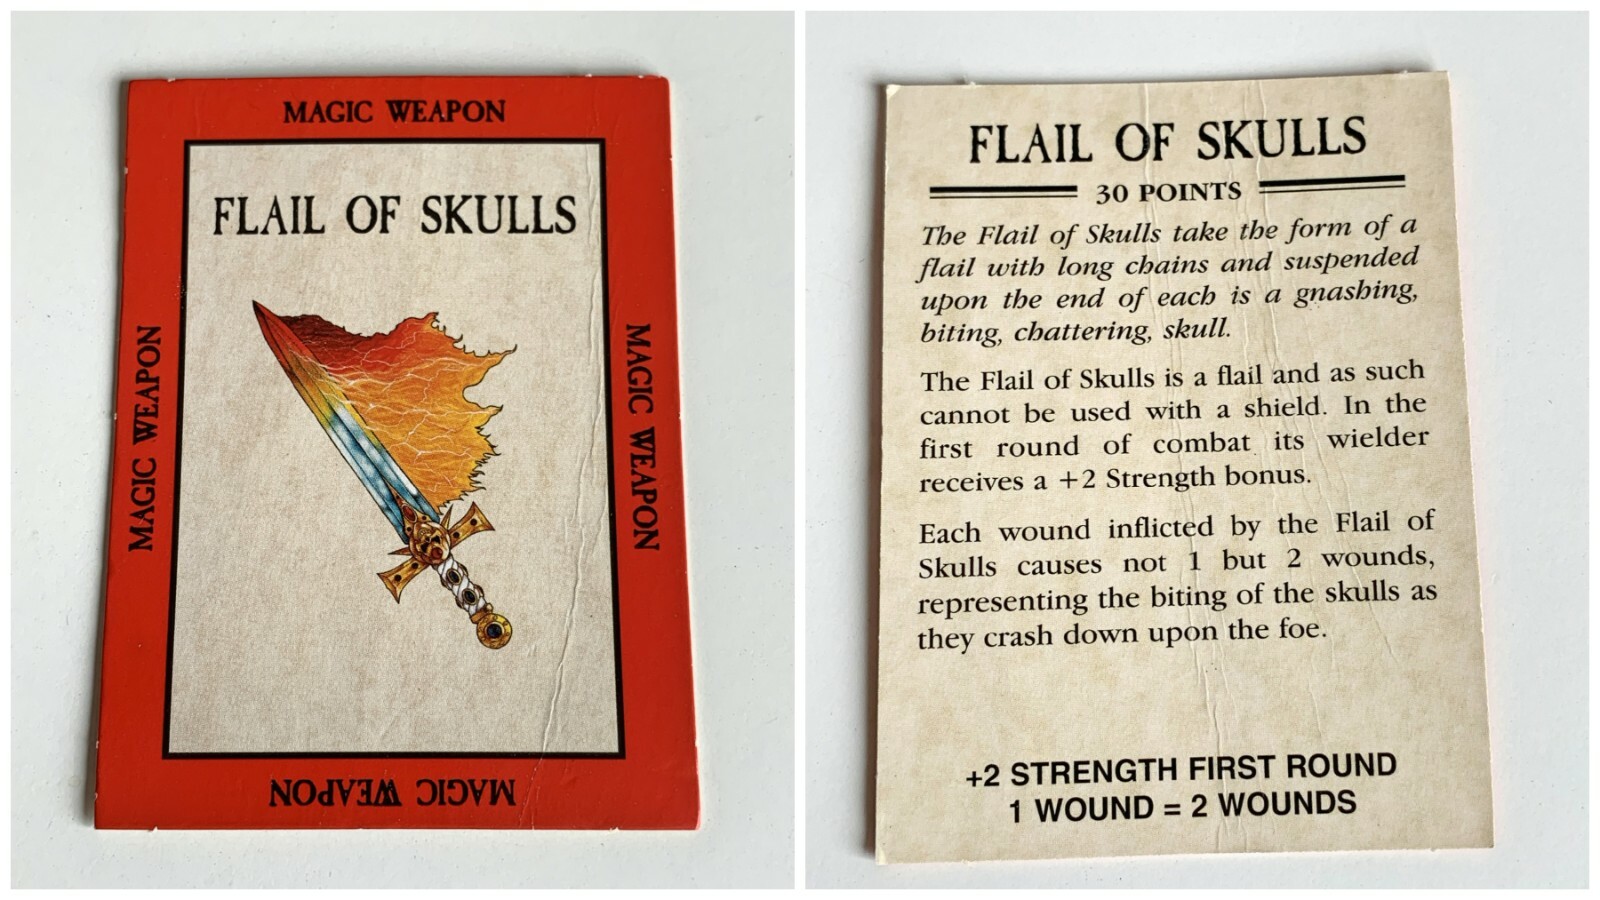 MAGIC WEAPON
FLAIL OF SKULLS
MAGIC WEAPON
MAGIC WEAPON
MAGIC WEAPON
FLAIL OF SKULLS
30 POINTS
The Flail of Skulls take the form of a
flail with long chains and suspended
upon the end of each is a gnashing,
biting, chattering, skull.
The Flail of Skulls is a flail and as such
cannot be used with a shield. In the
first round of combat its wielder
receives a +2 Strength bonus.
Each wound inflicted by the Flail of
Skulls causes not 1 but 2 wounds,
representing the biting of the skulls as
they crash down upon the foe.
+2 STRENGTH FIRST ROUND
1 WOUND = 2 WOUNDS